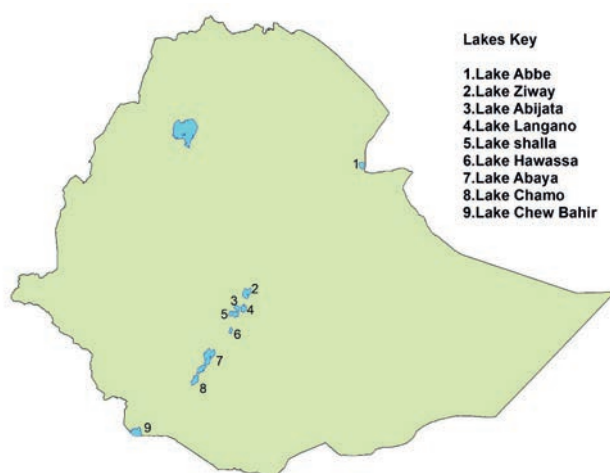 Lakes Key
1.Lake Abbe
2.Lake Ziway
3.Lake Abijata
4.Lake Langano
5.Lake shalla
6.Lake Hawassa
7.Lake Abaya
8.Lake Chamo
9.Lake Chew Bahir
1
2
3
4
5
6
7
8
9